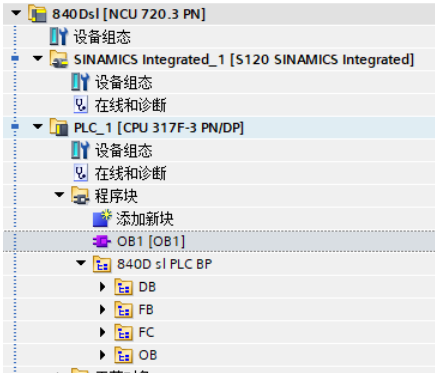 840Dsl [NCU 720.3 PN]
设备组态
SINAMICS Integrated_1 [S120 SINAMICS Integrated]
设备组态
在线和诊断
PLC_1 [CPU 317F-3 PN/DP]
设备组态
在线和诊断
程序块
添加新块
OB1 [OB1]
840D sl PLC BP
DB
FB
FC
OB